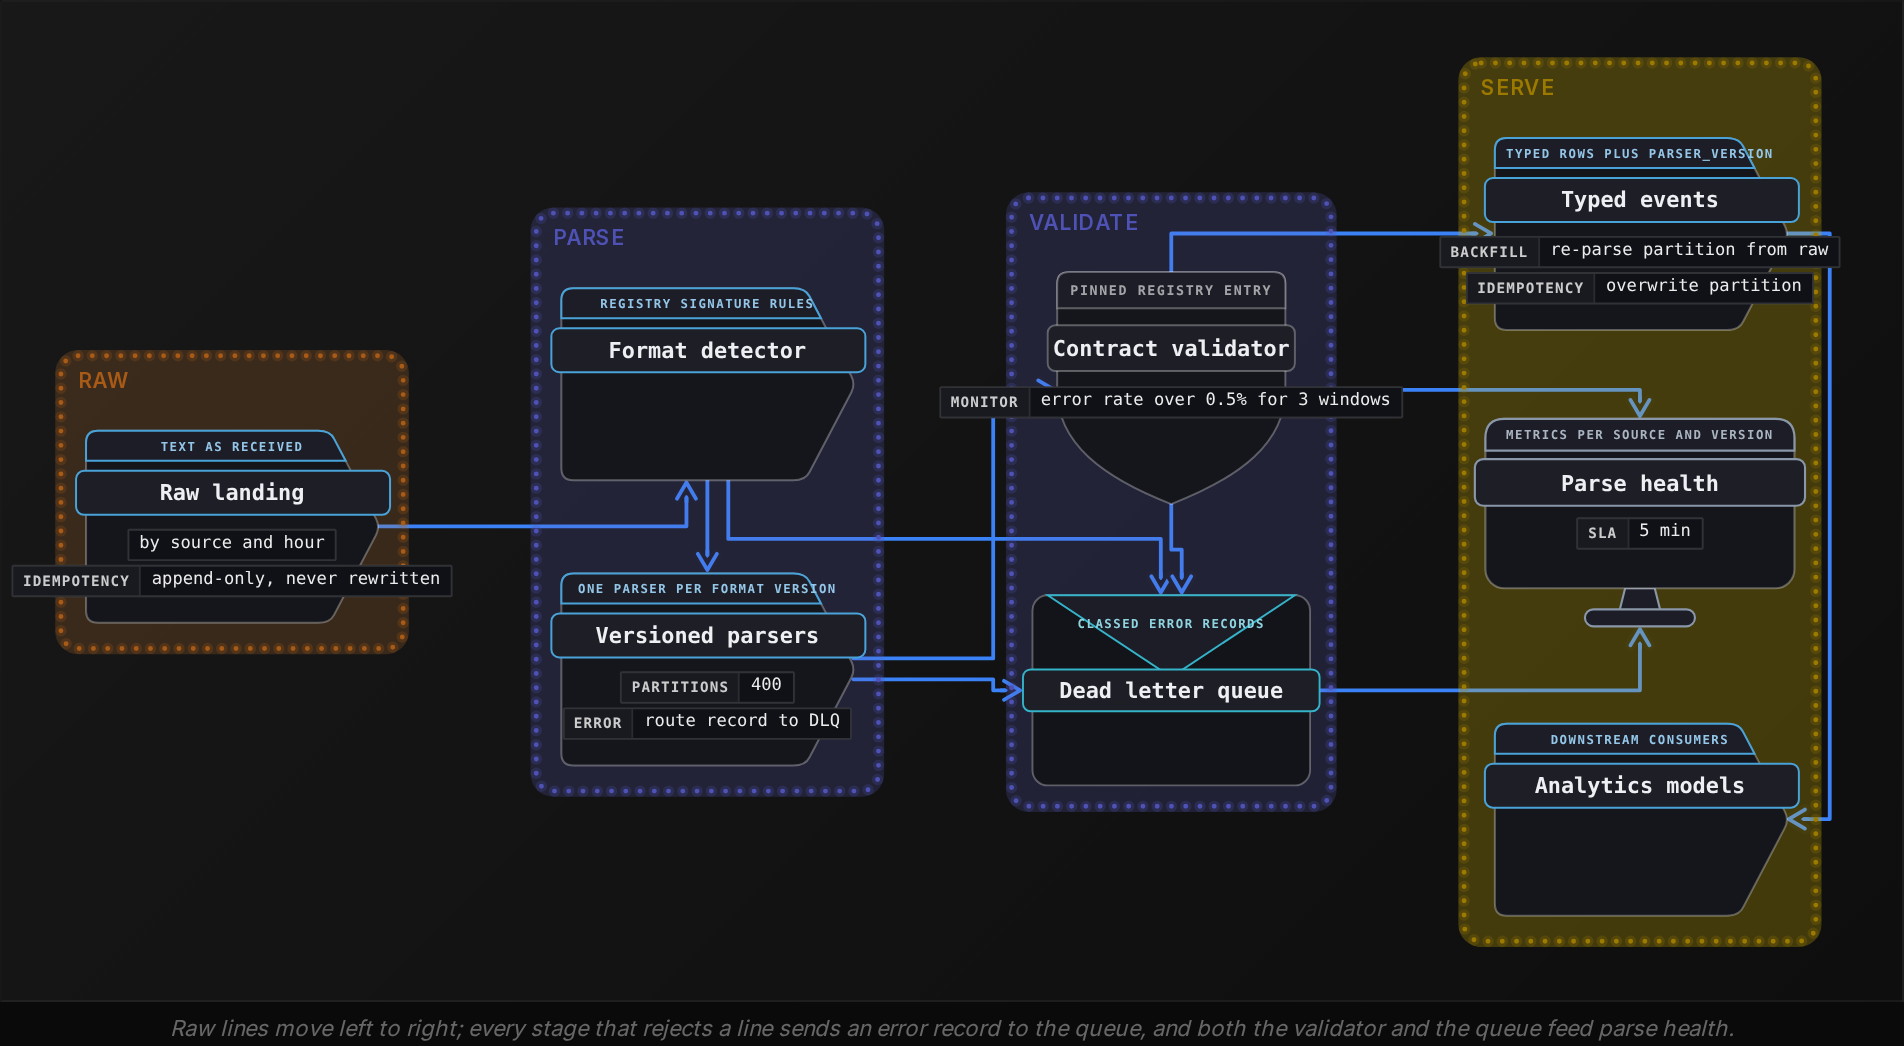 RAW
TEXT AS RECEIVED
Raw landing
by source and hour
IDEMPOTENCY append-only, never rewritten
PARSE
REGISTRY SIGNATURE RULES
Format detector
ONE PARSER PER FORMAT VERSION
Versioned parsers
PARTITIONS 400
ERROR route record to DLQ
VALIDATE
PINNED REGISTRY ENTRY
Contract validator
MONITOR error rate over 0.5% for 3 windows
CLASSED ERROR RECORDS
Dead letter queue
SERVE
TYPED ROWS PLUS PARSER_VERSION
Typed events
BACKFILL re-parse partition from raw
IDEMPOTENCY overwrite partition
METRICS PER SOURCE AND VERSION
Parse health
SLA 5 min
DOWNSTREAM CONSUMERS
Analytics models
Raw lines move left to right; every stage that rejects a line sends an error record to the queue, and both the validator and the queue feed parse health.